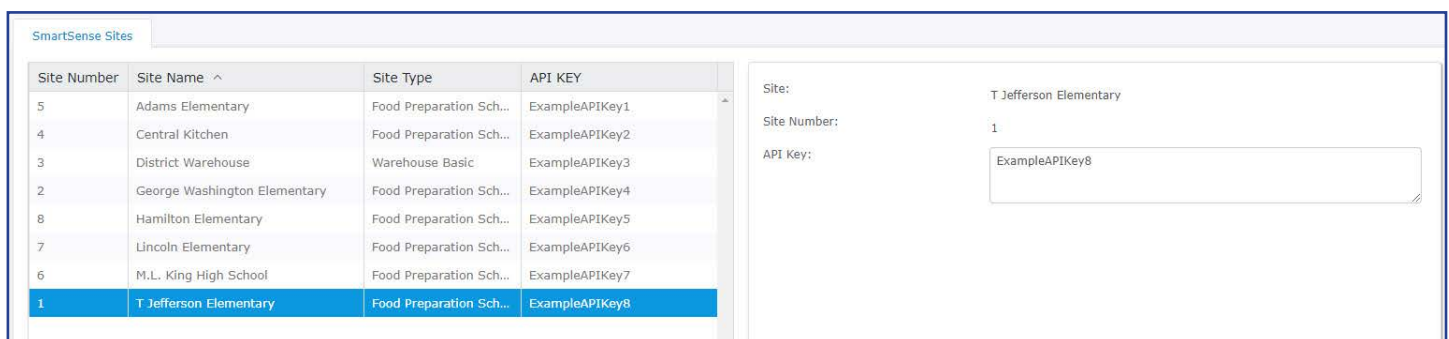 SmartSense Sites
Site Number Site Name Site Type API KEY
5 Adams Elementary Food Preparation Sch... ExampleAPIKey1
4 Central Kitchen Food Preparation Sch... ExampleAPIKey2
3 District Warehouse Warehouse Basic ExampleAPIKey3
2 George Washington Elementary Food Preparation Sch... ExampleAPIKey4
8 Hamilton Elementary Food Preparation Sch... ExampleAPIKey5
7 Lincoln Elementary Food Preparation Sch... ExampleAPIKey6
6 M.L. King High School Food Preparation Sch... ExampleAPIKey7
1 T Jefferson Elementary Food Preparation Sch... ExampleAPIKey8
Site: T Jefferson Elementary
Site Number: 1
API Key: ExampleAPIKey8